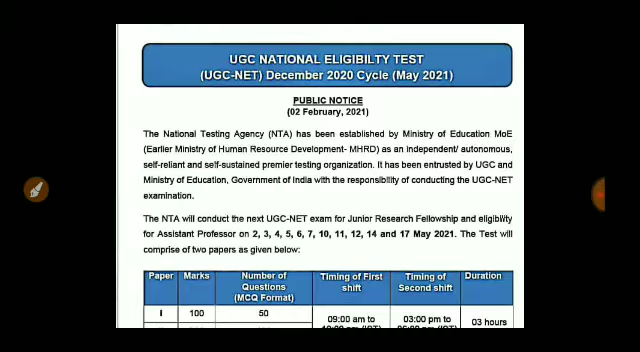 UGC NATIONAL ELIGIBILTY TEST
(UGC-NET) December 2020 Cycle (May 2021)
PUBLIC NOTICE
(02 February, 2021)
The National Testing Agency (NTA) has been established by Ministry of Education MoE
(Earlier Ministry of Human Resource Development- MHRD) as an independent/ autonomous,
self-reliant and self-sustained premier testing organization. It has been entrusted by UGC and
Ministry of Education, Government of India with the responsibility of conducting the UGC-NET
examination.
The NTA will conduct the next UGC-NET exam for Junior Research Fellowship and eligibility
for Assistant Professor on 2, 3, 4, 5, 6, 7, 10, 11, 12, 14 and 17 May 2021. The Test will
comprise of two papers as given below:
Paper Marks Number of Questions (MCQ Format) Timing of First shift Timing of Second shift Duration
I 100 50 09:00 am to 03:00 pm to 03 hours